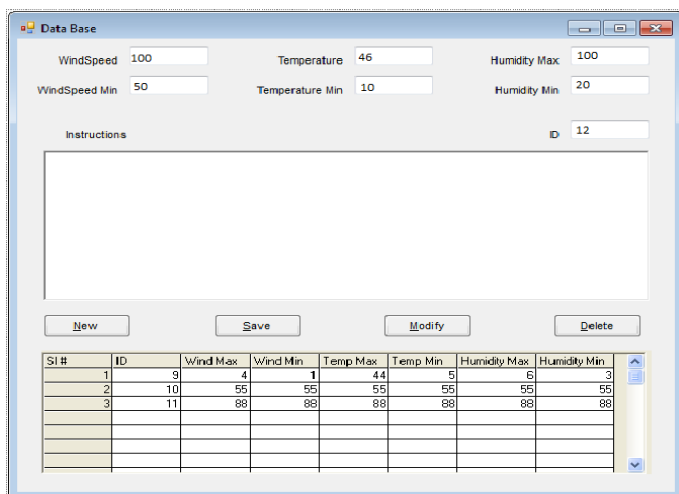 Data Base
WindSpeed 100 Temperature 46 Humidity Max 100
WindSpeed Min 50 Temperature Min 10 Humidity Min 20
Instructions ID 12
New Save Modify Delete
Sl # ID Wind Max Wind Min Temp Max Temp Min Humidity Max Humidity Min
1 9 4 1 44 5 6 3
2 10 55 55 55 55 55 55
3 11 88 88 88 88 88 88